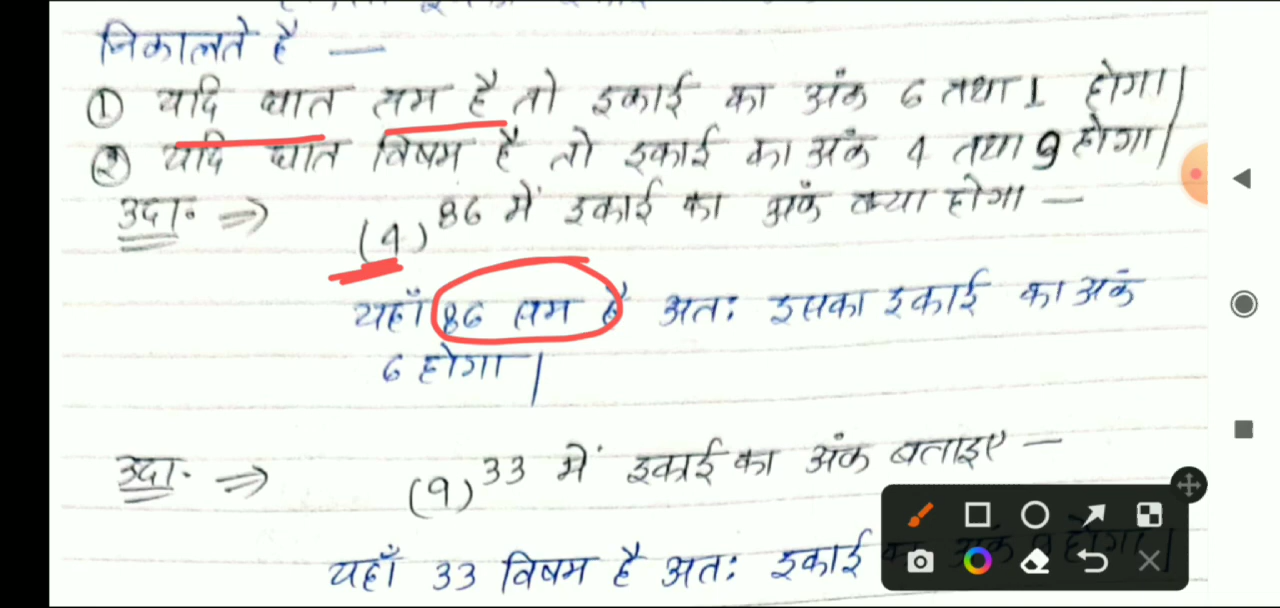 निकालते है —
① यदि घात सम है तो इकाई का अंक 6 तथा 1 होगा।
② यदि घात विषम है तो इकाई का अंक 4 तथा 9 होगा।
उदा. ⇒ (4)^86 में इकाई का अंक क्या होगा —
यहाँ 86 सम है अतः इसका इकाई का अंक
6 होगा।
उदा. ⇒ (9)^33 में इकाई का अंक बताइए —
यहाँ 33 विषम है अतः इकाई का अंक 9 होगा।